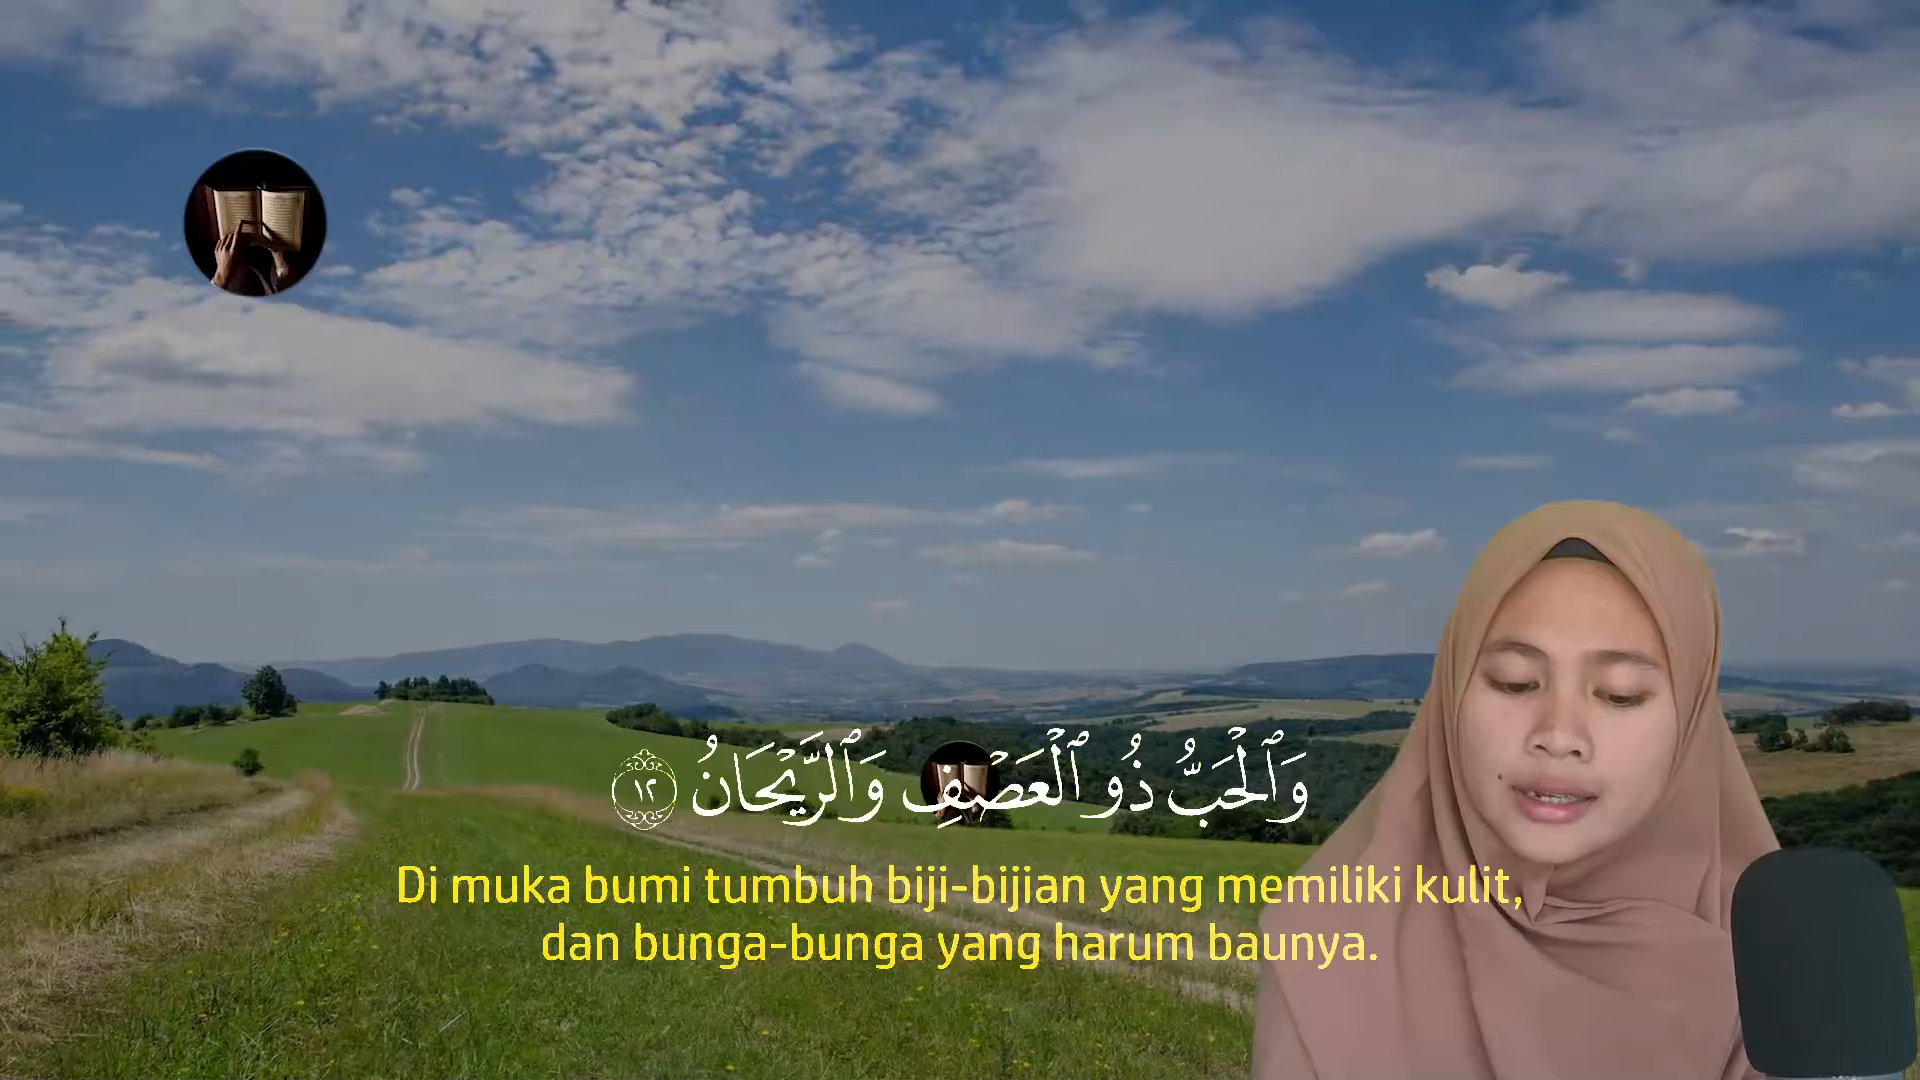 وَٱلْحَبُّ ذُو ٱلْعَصْفِ وَٱلرَّيْحَانُ ١٢
Di muka bumi tumbuh biji-bijian yang memiliki kulit,
dan bunga-bunga yang harum baunya.